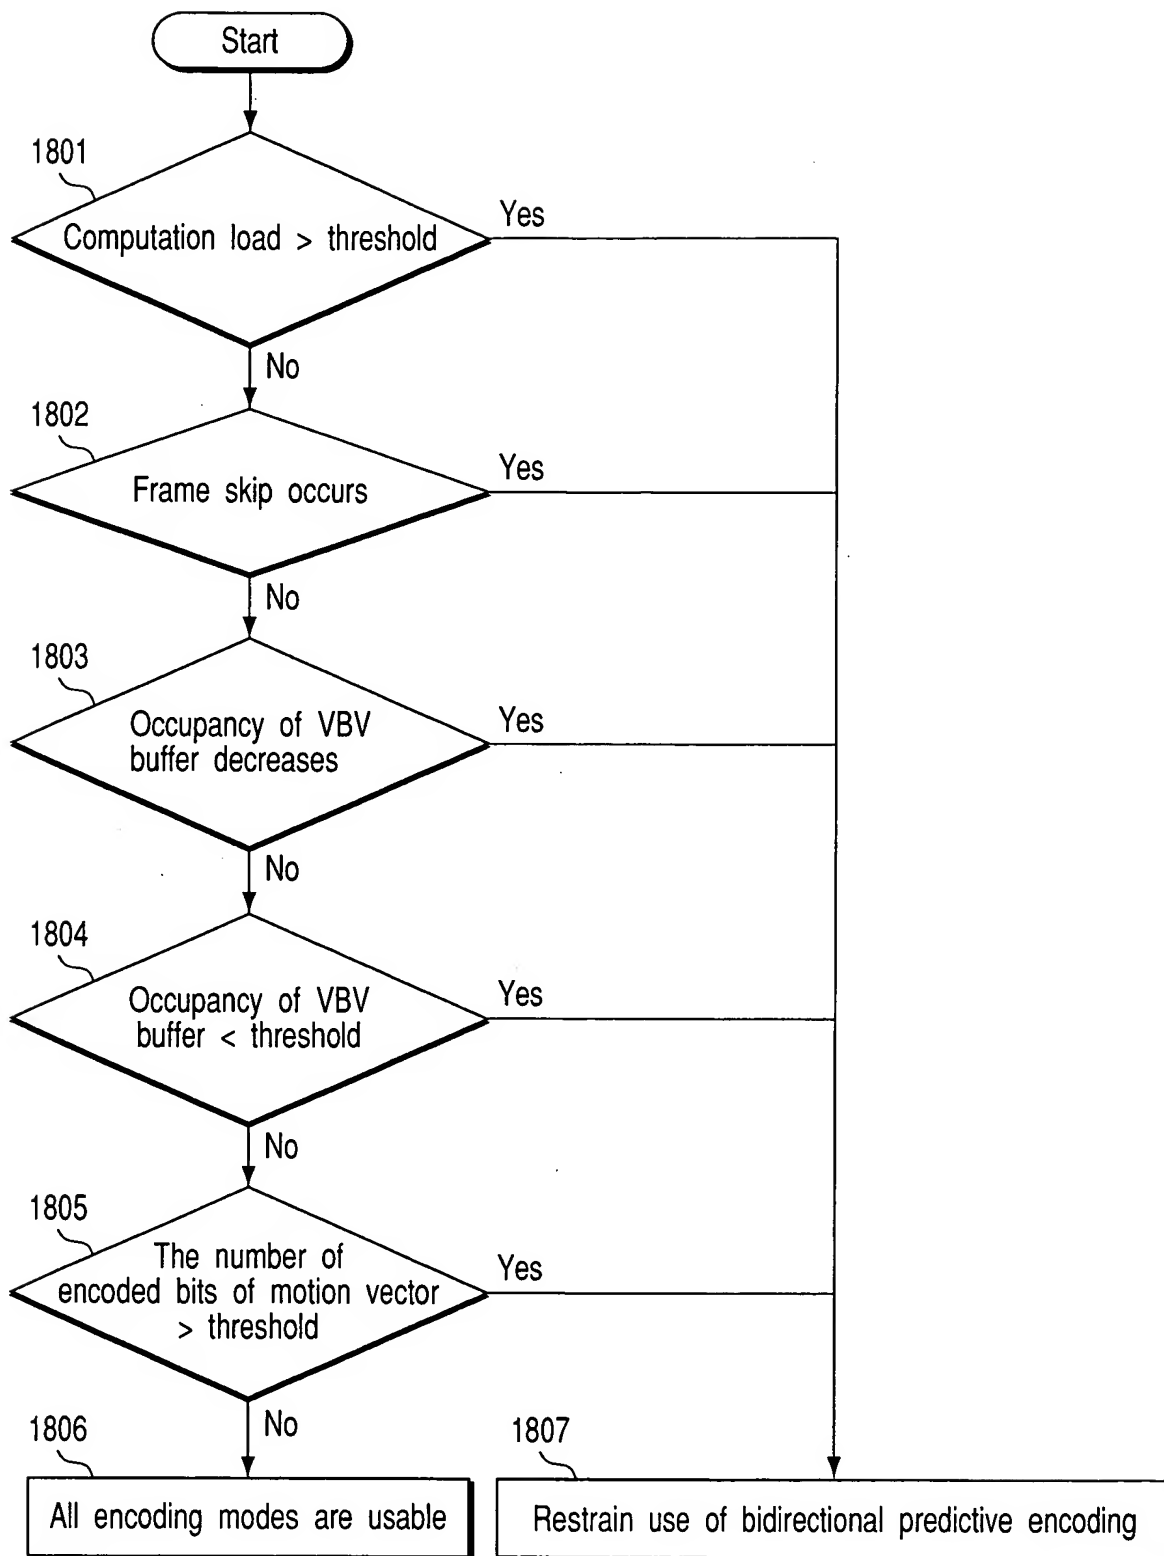 Start
1801
Computation load > threshold
Yes
No
1802
Frame skip occurs
Yes
No
1803
Occupancy of VBV
buffer decreases
Yes
No
1804
Occupancy of VBV
buffer < threshold
Yes
No
1805
The number of
encoded bits of motion vector
> threshold
Yes
No
1806
All encoding modes are usable
1807
Restrain use of bidirectional predictive encoding